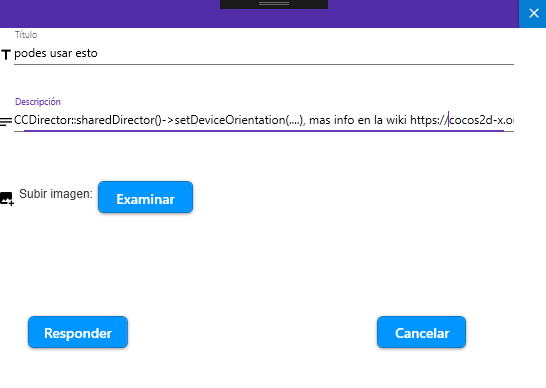 Título
podes usar esto
Descripción
CCDirector::sharedDirector()->setDeviceOrientation(....), mas info en la wiki https://cocos2d-x.or
Subir imagen:
Examinar
Responder
Cancelar